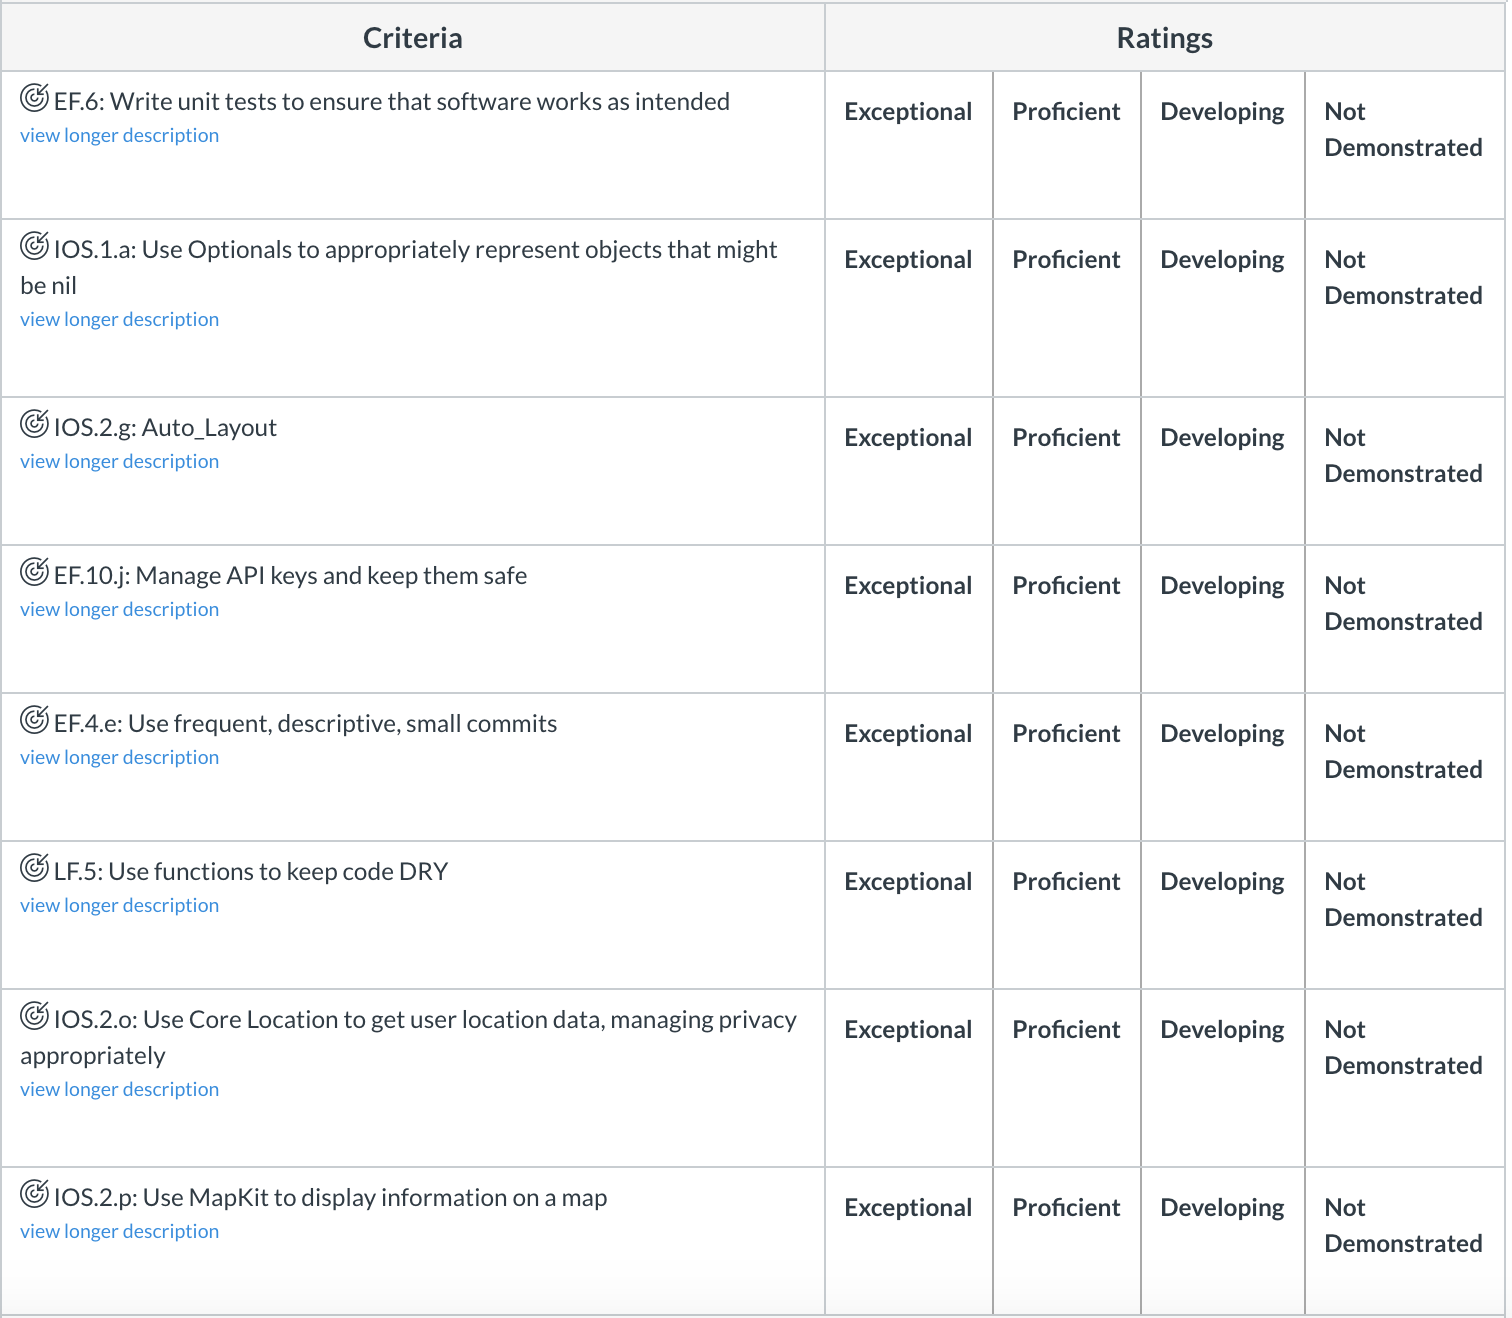 Criteria Ratings
EF.6: Write unit tests to ensure that software works as intended
view longer description
Exceptional Proficient Developing Not
Demonstrated
IOS.1.a: Use Optionals to appropriately represent objects that might
be nil
view longer description
Exceptional Proficient Developing Not
Demonstrated
IOS.2.g: Auto_Layout
view longer description
Exceptional Proficient Developing Not
Demonstrated
EF.10.j: Manage API keys and keep them safe
view longer description
Exceptional Proficient Developing Not
Demonstrated
EF.4.e: Use frequent, descriptive, small commits
view longer description
Exceptional Proficient Developing Not
Demonstrated
LF.5: Use functions to keep code DRY
view longer description
Exceptional Proficient Developing Not
Demonstrated
IOS.2.o: Use Core Location to get user location data, managing privacy
appropriately
view longer description
Exceptional Proficient Developing Not
Demonstrated
IOS.2.p: Use MapKit to display information on a map
view longer description
Exceptional Proficient Developing Not
Demonstrated